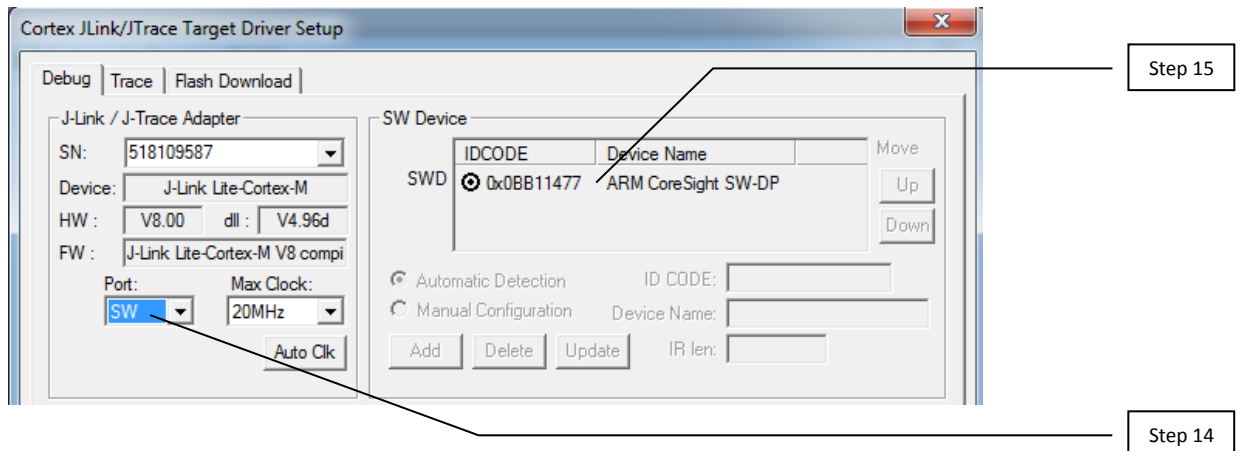 Cortex JLink/JTrace Target Driver Setup
Step 15
Debug Trace Flash Download
J-Link / J-Trace Adapter
SN: 518109587
Device: J-Link Lite-Cortex-M
HW : V8.00 dll : V4.96d
FW : J-Link Lite-Cortex-M V8 compi
Port: Max Clock:
SW 20MHz
Auto Clk
SW Device
IDCODE Device Name Move
SWD 0x0BB11477 ARM CoreSight SW-DP Up
Down
Automatic Detection ID CODE:
Manual Configuration Device Name:
Add Delete Update IR len:
Step 14